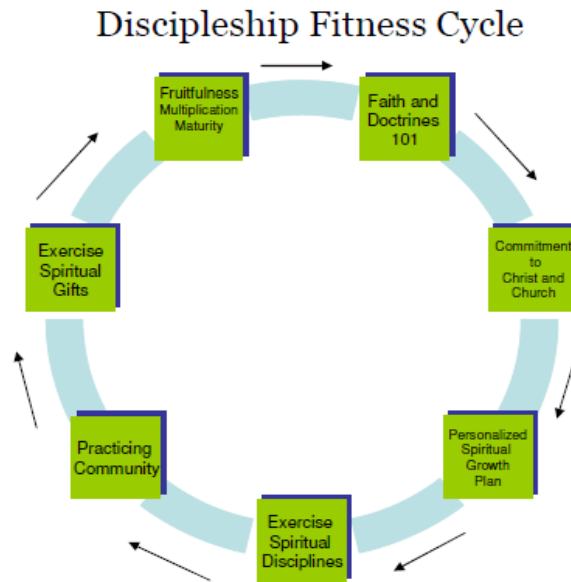 Discipleship Fitness Cycle
Fruitfulness
Multiplication
Maturity
Faith and
Doctrines
101
Commitment
to
Christ and
Church
Personalized
Spiritual
Growth
Plan
Exercise
Spiritual
Disciplines
Practicing
Community
Exercise
Spiritual
Gifts